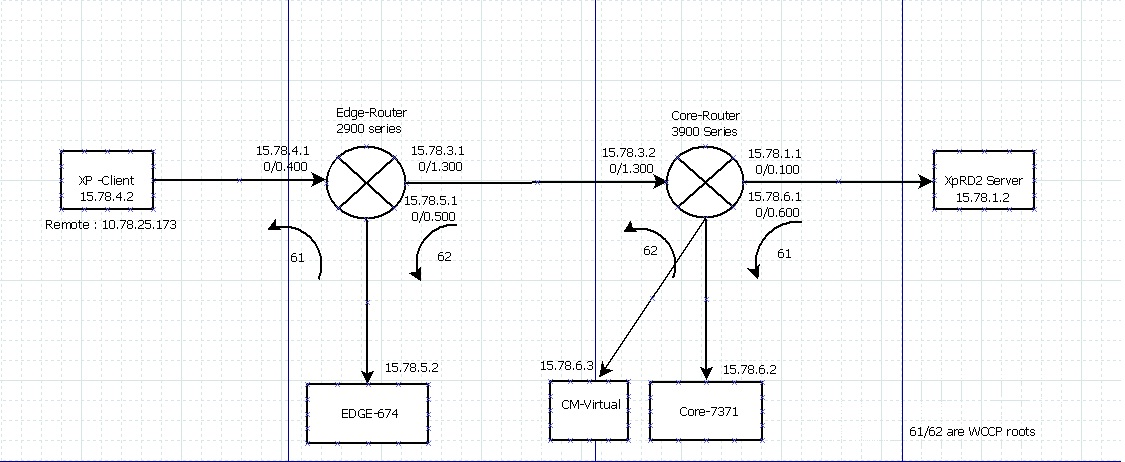 Edge-Router
2900 series
Core-Router
3900 Series
15.78.4.1
0/0.400
15.78.3.1
0/1.300
15.78.3.2
0/1.300
15.78.1.1
0/0.100
XP -Client
15.78.4.2
XpRD2 Server
15.78.1.2
15.78.5.1
0/0.500
15.78.6.1
0/0.600
Remote : 10.78.25.173
61
62
62
61
15.78.5.2
15.78.6.3
15.78.6.2
EDGE-674
CM-Virtual
Core-7371
61/62 are WCCP roots